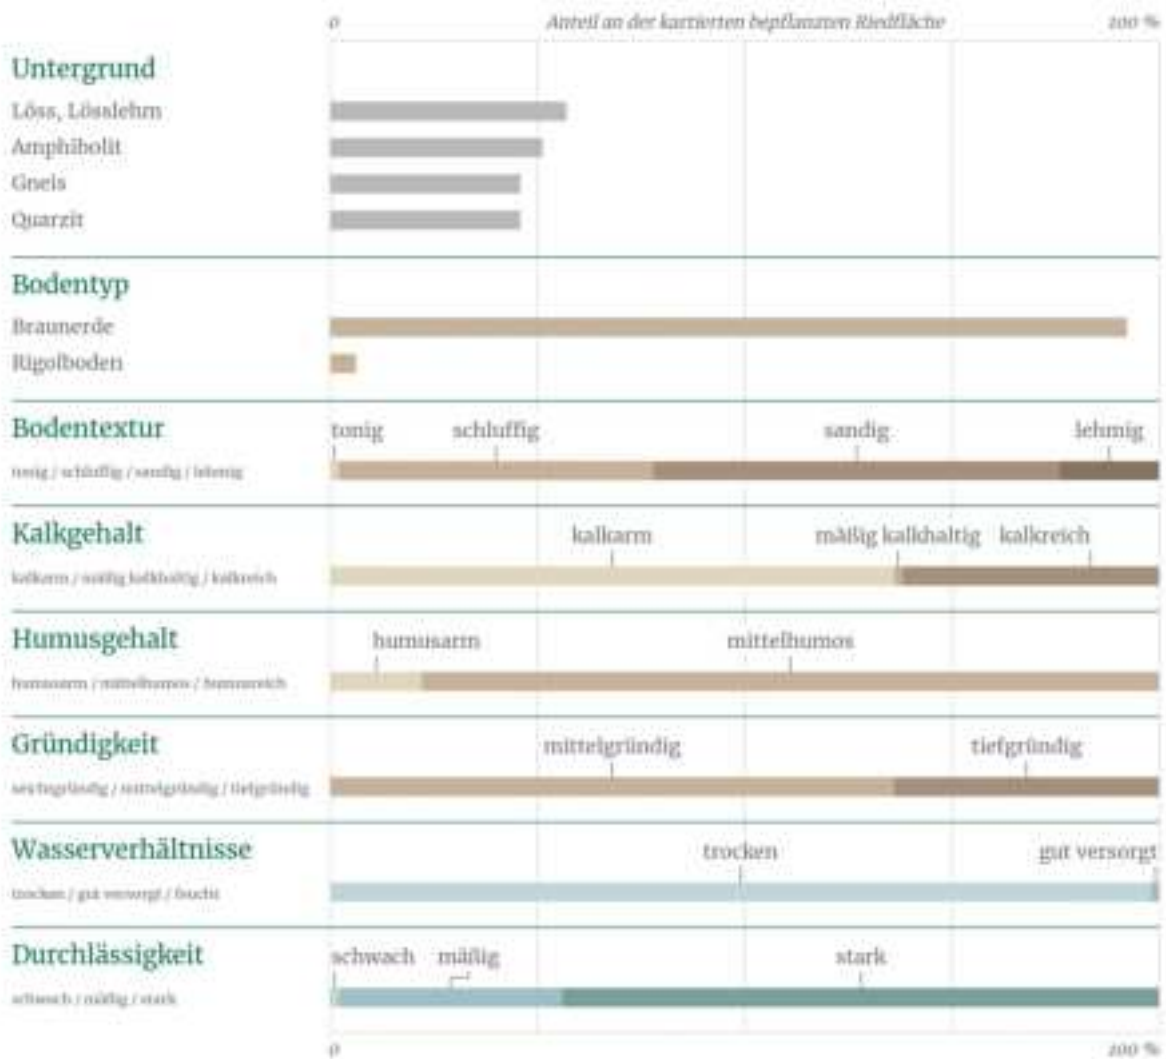 0 Anteil an der kartierten bepflanzten Riedfläche 100 %
Untergrund
Löss, Lösslehm
Amphibolit
Gneis
Quarzit
Bodentyp
Braunerde
Rigolboden
Bodentextur
tonig schluffig sandig lehmig
tonig / schluffig / sandig / lehmig
Kalkgehalt
kalkarm mäßig kalkhaltig kalkreich
kalkarm / mäßig kalkhaltig / kalkreich
Humusgehalt
humusarm mittelhumos
humusarm / mittelhumos / humusreich
Gründigkeit
mittelgründig tiefgründig
seichtgründig / mittelgründig / tiefgründig
Wasserverhältnisse
trocken gut versorgt
trocken / gut versorgt / feucht
Durchlässigkeit
schwach mäßig stark
schwach / mäßig / stark
0 100 %